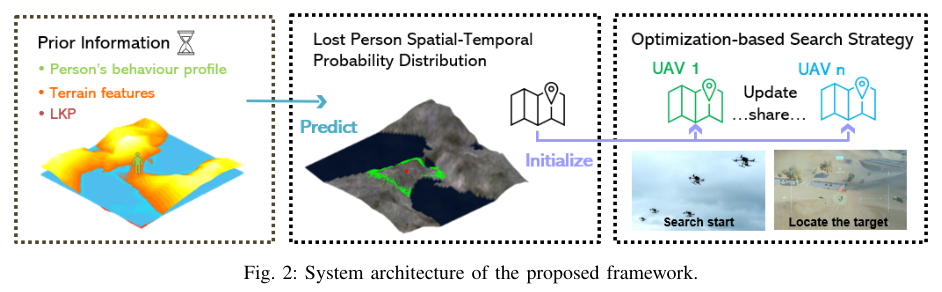 Prior Information
• Person's behaviour profile
• Terrain features
• LKP
Predict
Lost Person Spatial-Temporal
Probability Distribution
Initialize
Optimization-based Search Strategy
UAV 1
UAV n
Update
...share...
Search start
Locate the target
Fig. 2: System architecture of the proposed framework.